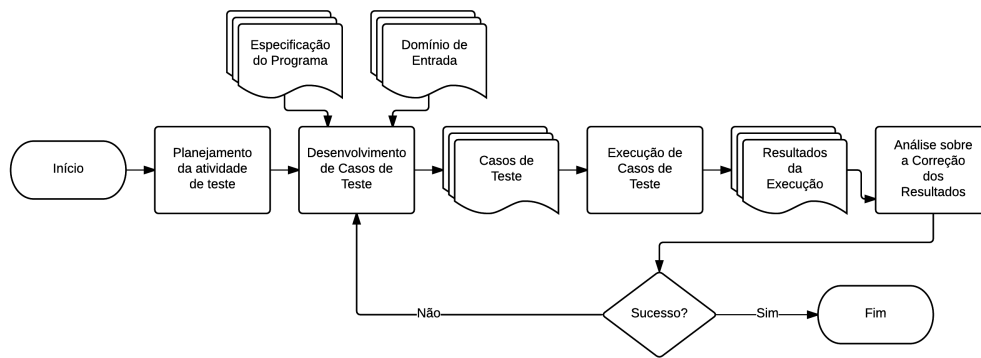 Especificação
do Programa
Domínio de
Entrada
Início
Planejamento
da atividade
de teste
Desenvolvimento
de Casos de
Teste
Casos de
Teste
Execução de
Casos de
Teste
Resultados
da
Execução
Análise sobre
a Correção
dos
Resultados
Não
Sucesso?
Sim
Fim